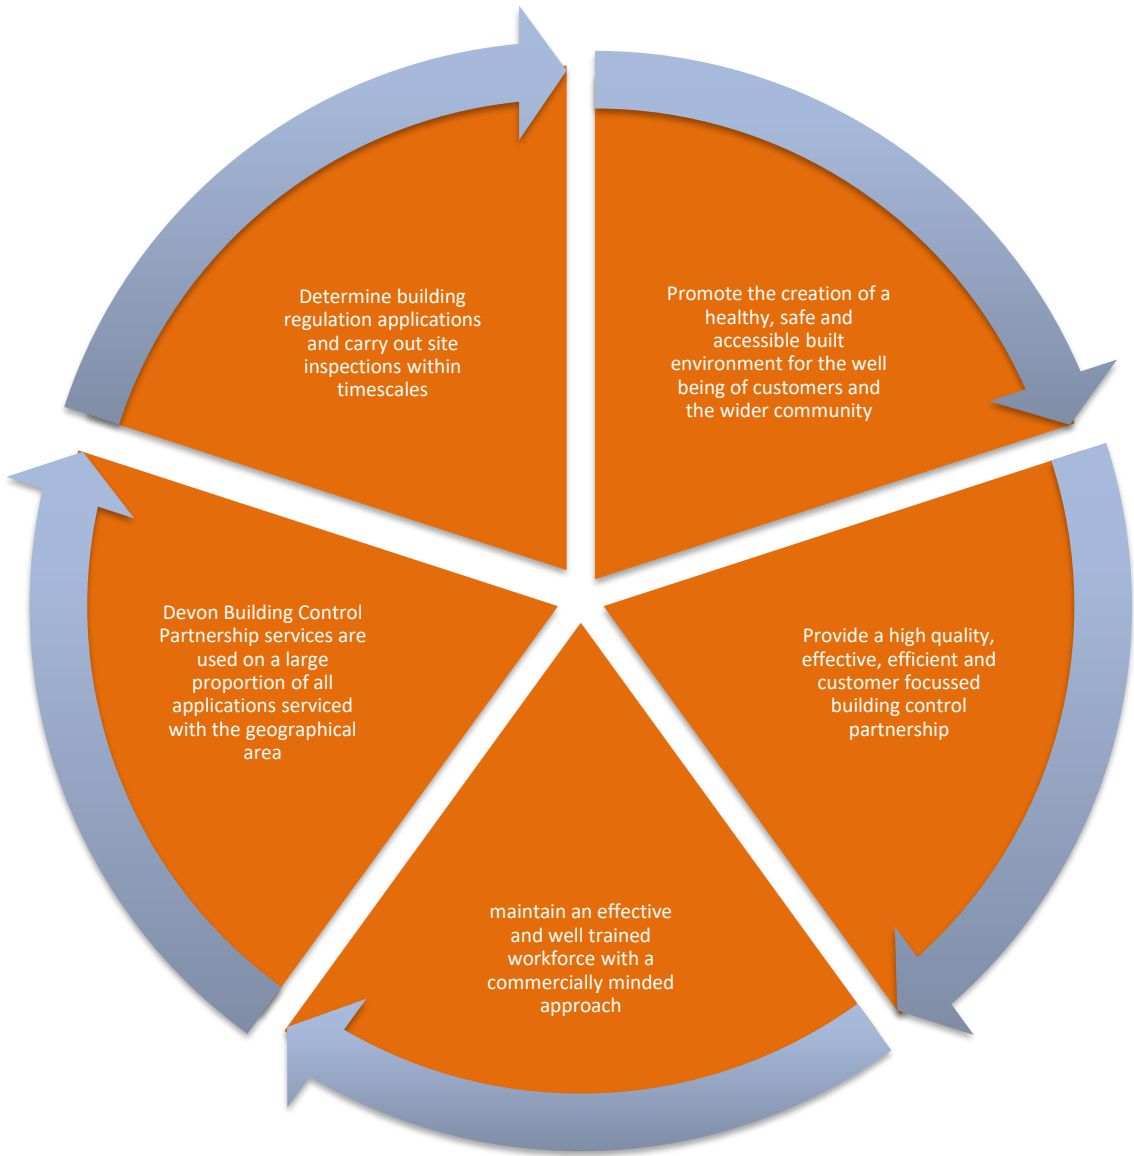 Determine building
regulation applications
and carry out site
inspections within
timescales
Promote the creation of a
healthy, safe and
accessible built
environment for the well
being of customers and
the wider community
Provide a high quality,
effective, efficient and
customer focussed
building control
partnership
maintain an effective
and well trained
workforce with a
commercially minded
approach
Devon Building Control
Partnership services are
used on a large
proportion of all
applications serviced
with the geographical
area